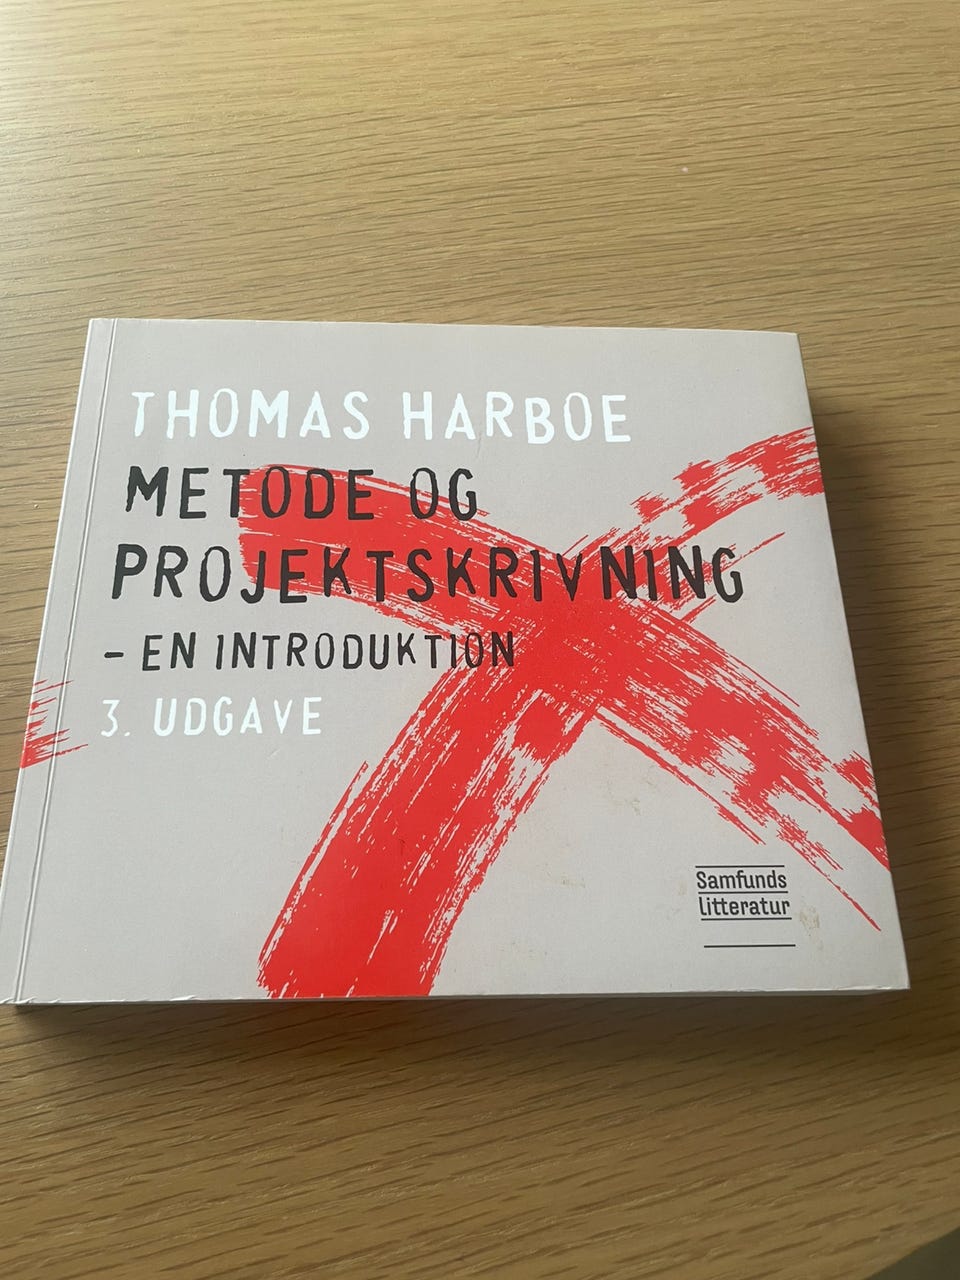 THOMAS HARBOE
METODE OG
PROJEKTSKRIVNING
– EN INTRODUKTION
3. UDGAVE
Samfunds
litteratur